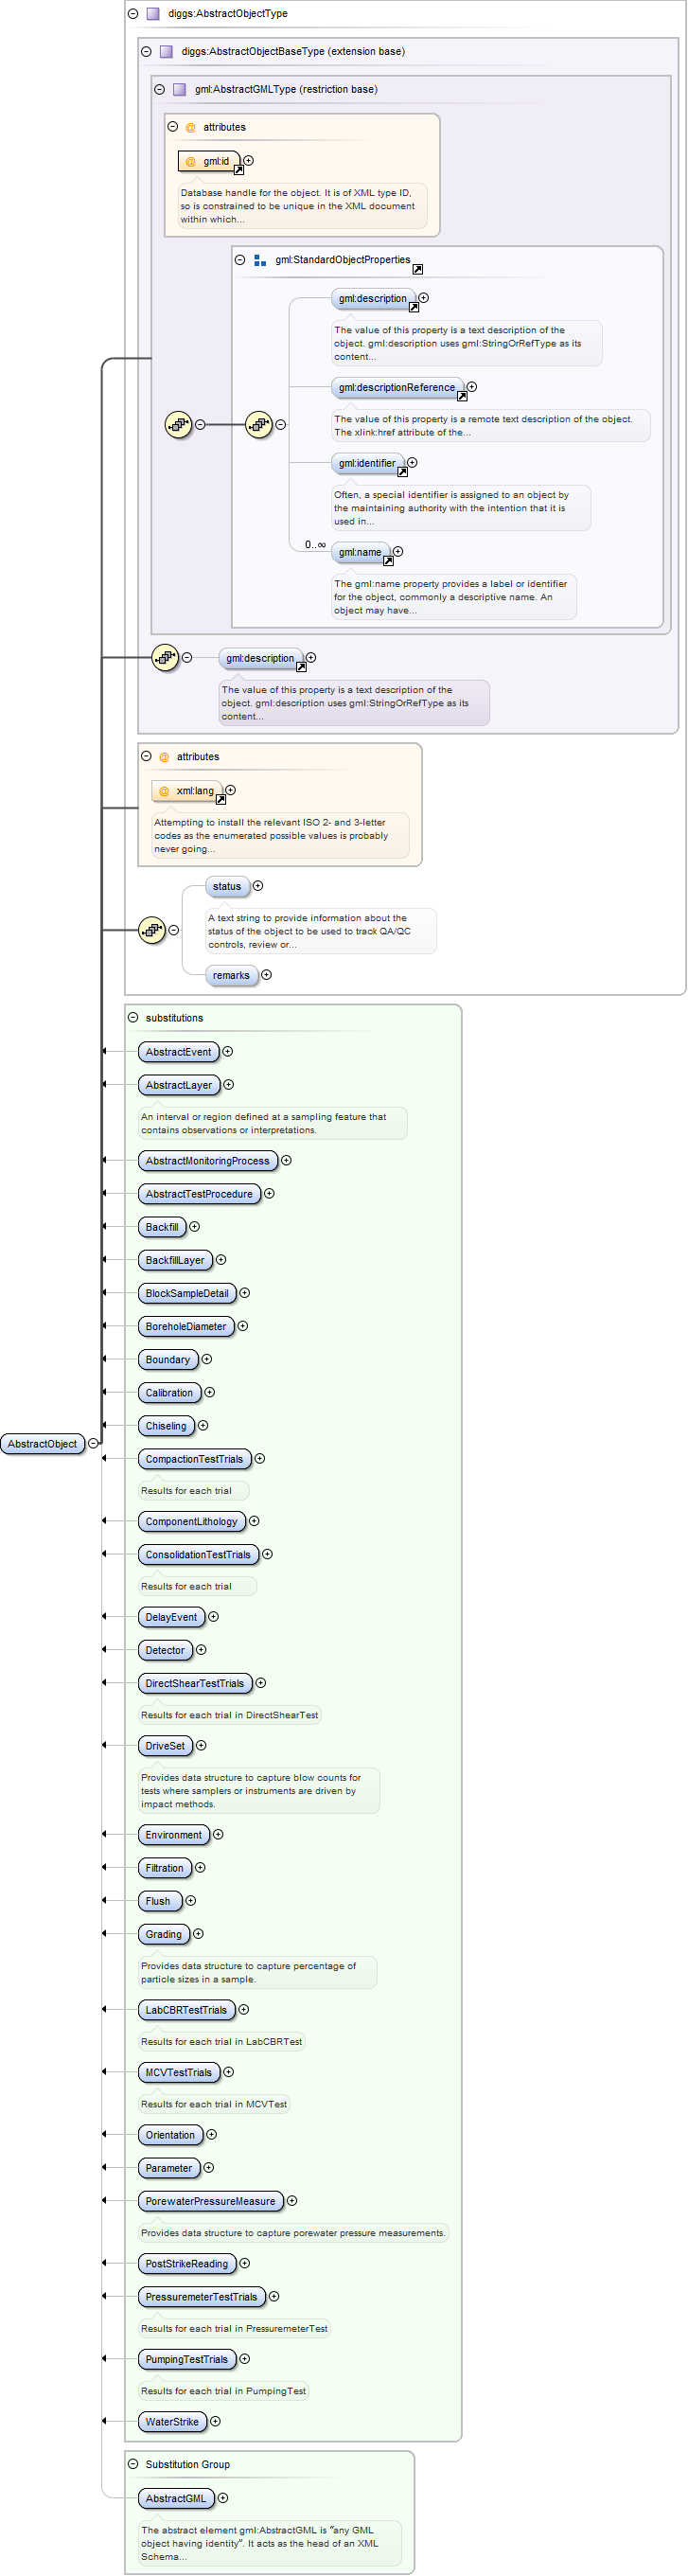 diggs:AbstractObjectType
diggs:AbstractObjectBaseType (extension base)
gml:AbstractGMLType (restriction base)
@ attributes
@ gml:id
Database handle for the object. It is of XML type ID,
so is constrained to be unique in the XML document
within which...
gml:StandardObjectProperties
gml:description
The value of this property is a text description of the
object. gml:description uses gml:StringOrRefType as its
content...
gml:descriptionReference
The value of this property is a remote text description of the object.
The xlink:href attribute of the...
gml:identifier
Often, a special identifier is assigned to an object by
the maintaining authority with the intention that it is
used in...
0..∞
gml:name
The gml:name property provides a label or identifier
for the object, commonly a descriptive name. An
object may have...
gml:description
The value of this property is a text description of the
object. gml:description uses gml:StringOrRefType as its
content...
@ attributes
@ xml:lang
Attempting to install the relevant ISO 2- and 3-letter
codes as the enumerated possible values is probably
never going...
status
A text string to provide information about the
status of the object to be used to track QA/QC
controls, review or...
remarks
substitutions
AbstractEvent
AbstractLayer
An interval or region defined at a sampling feature that
contains observations or interpretations.
AbstractMonitoringProcess
AbstractTestProcedure
Backfill
BackfillLayer
BlockSampleDetail
BoreholeDiameter
Boundary
Calibration
Chiseling
AbstractObject
CompactionTestTrials
Results for each trial
ComponentLithology
ConsolidationTestTrials
Results for each trial
DelayEvent
Detector
DirectShearTestTrials
Results for each trial in DirectShearTest
DriveSet
Provides data structure to capture blow counts for
tests where samplers or instruments are driven by
impact methods.
Environment
Filtration
Flush
Grading
Provides data structure to capture percentage of
particle sizes in a sample.
LabCBRTestTrials
Results for each trial in LabCBRTest
MCVTestTrials
Results for each trial in MCVTest
Orientation
Parameter
PorewaterPressureMeasure
Provides data structure to capture porewater pressure measurements.
PostStrikeReading
PressuremeterTestTrials
Results for each trial in PressuremeterTest
PumpingTestTrials
Results for each trial in PumpingTest
WaterStrike
Substitution Group
AbstractGML
The abstract element gml:AbstractGML is "any GML
object having identity". It acts as the head of an XML
Schema...